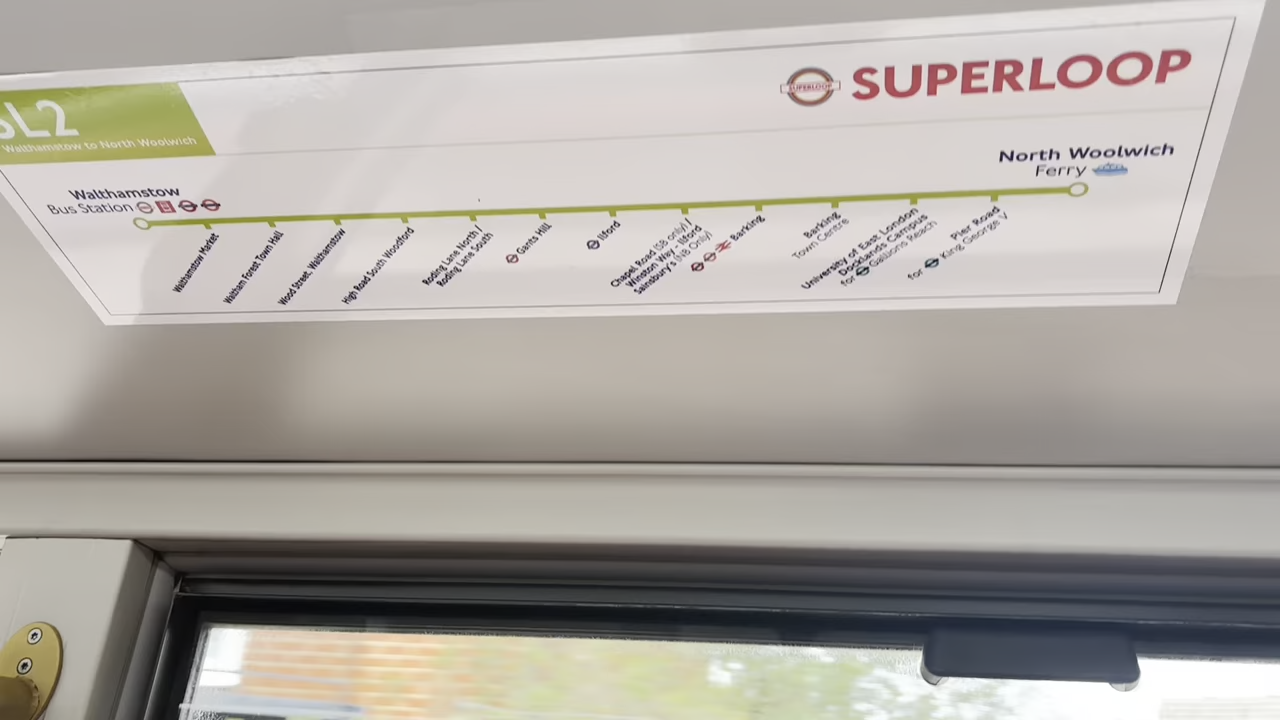 SL2
Walthamstow to North Woolwich
SUPERLOOP
SUPERLOOP
Walthamstow
Bus Station
Walthamstow Market
Waltham Forest Town Hall
Wood Street, Walthamstow
High Road South Woodford
Roding Lane North /
Roding Lane South
Gants Hill
Ilford
Chapel Road (SB only) /
Winston Way - Ilford
Sainsbury's (NB Only)
Barking
Barking
Town Centre
University of East London
Docklands Campus
for Gallions Reach
Pier Road
for King George V
North Woolwich
Ferry